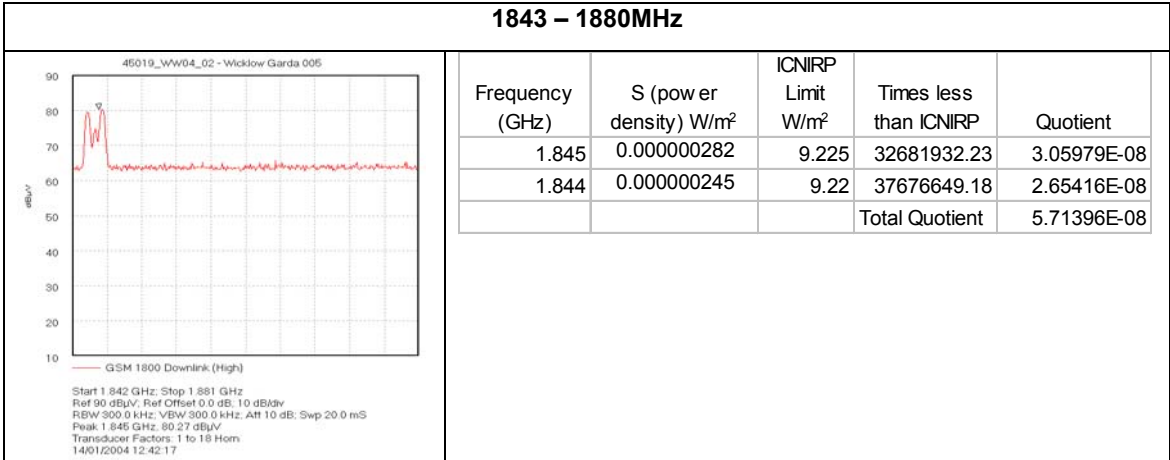 1843 – 1880MHz
45019_WW04_02 - Wicklow Garda 005
90
80
70
60
50
40
30
20
10
dBµV
GSM 1800 Downlink (High)
Start 1.842 GHz; Stop 1.881 GHz
Ref 90 dBµV; Ref Offset 0.0 dB; 10 dB/div
RBW 300.0 kHz; VBW 300.0 kHz; Att 10 dB; Swp 20.0 mS
Peak 1.845 GHz, 80.27 dBµV
Transducer Factors: 1 to 18 Horn
14/01/2004 12:42:17
Frequency (GHz) S (power density) W/m² ICNIRP Limit W/m² Times less than ICNIRP Quotient
1.845 0.000000282 9.225 32681932.23 3.05979E-08
1.844 0.000000245 9.22 37676649.18 2.65416E-08
Total Quotient 5.71396E-08